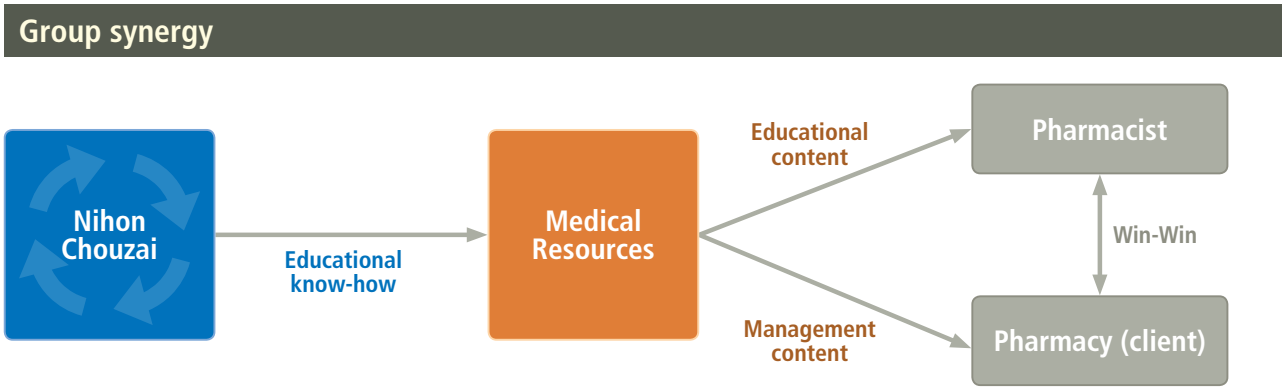 Group synergy
Nihon
Chouzai
Educational
know-how
Medical
Resources
Educational
content
Management
content
Pharmacist
Win-Win
Pharmacy (client)